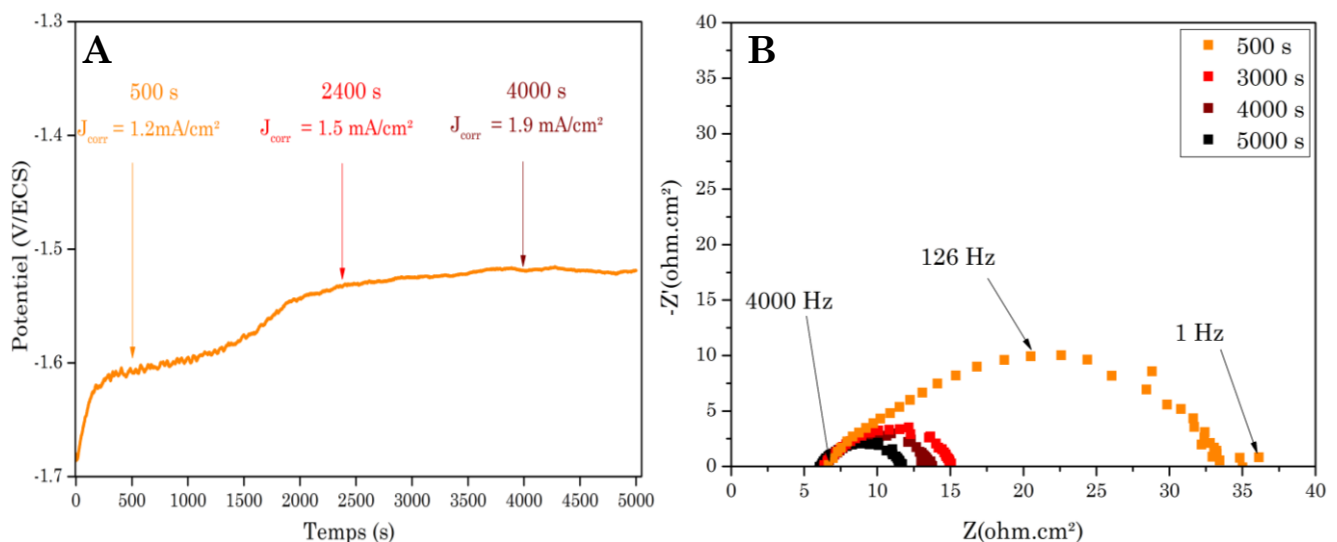 A
500 s
J_corr = 1.2mA/cm²
2400 s
J_corr = 1.5 mA/cm²
4000 s
J_corr = 1.9 mA/cm²
-1.3
-1.4
-1.5
-1.6
-1.7
Potentiel (V/ECS)
0
500
1000
1500
2000
2500
3000
3500
4000
4500
5000
Temps (s)
B
500 s
3000 s
4000 s
5000 s
40
35
30
25
20
15
10
5
0
-Z'(ohm.cm²)
4000 Hz
126 Hz
1 Hz
0
5
10
15
20
25
30
35
40
Z(ohm.cm²)